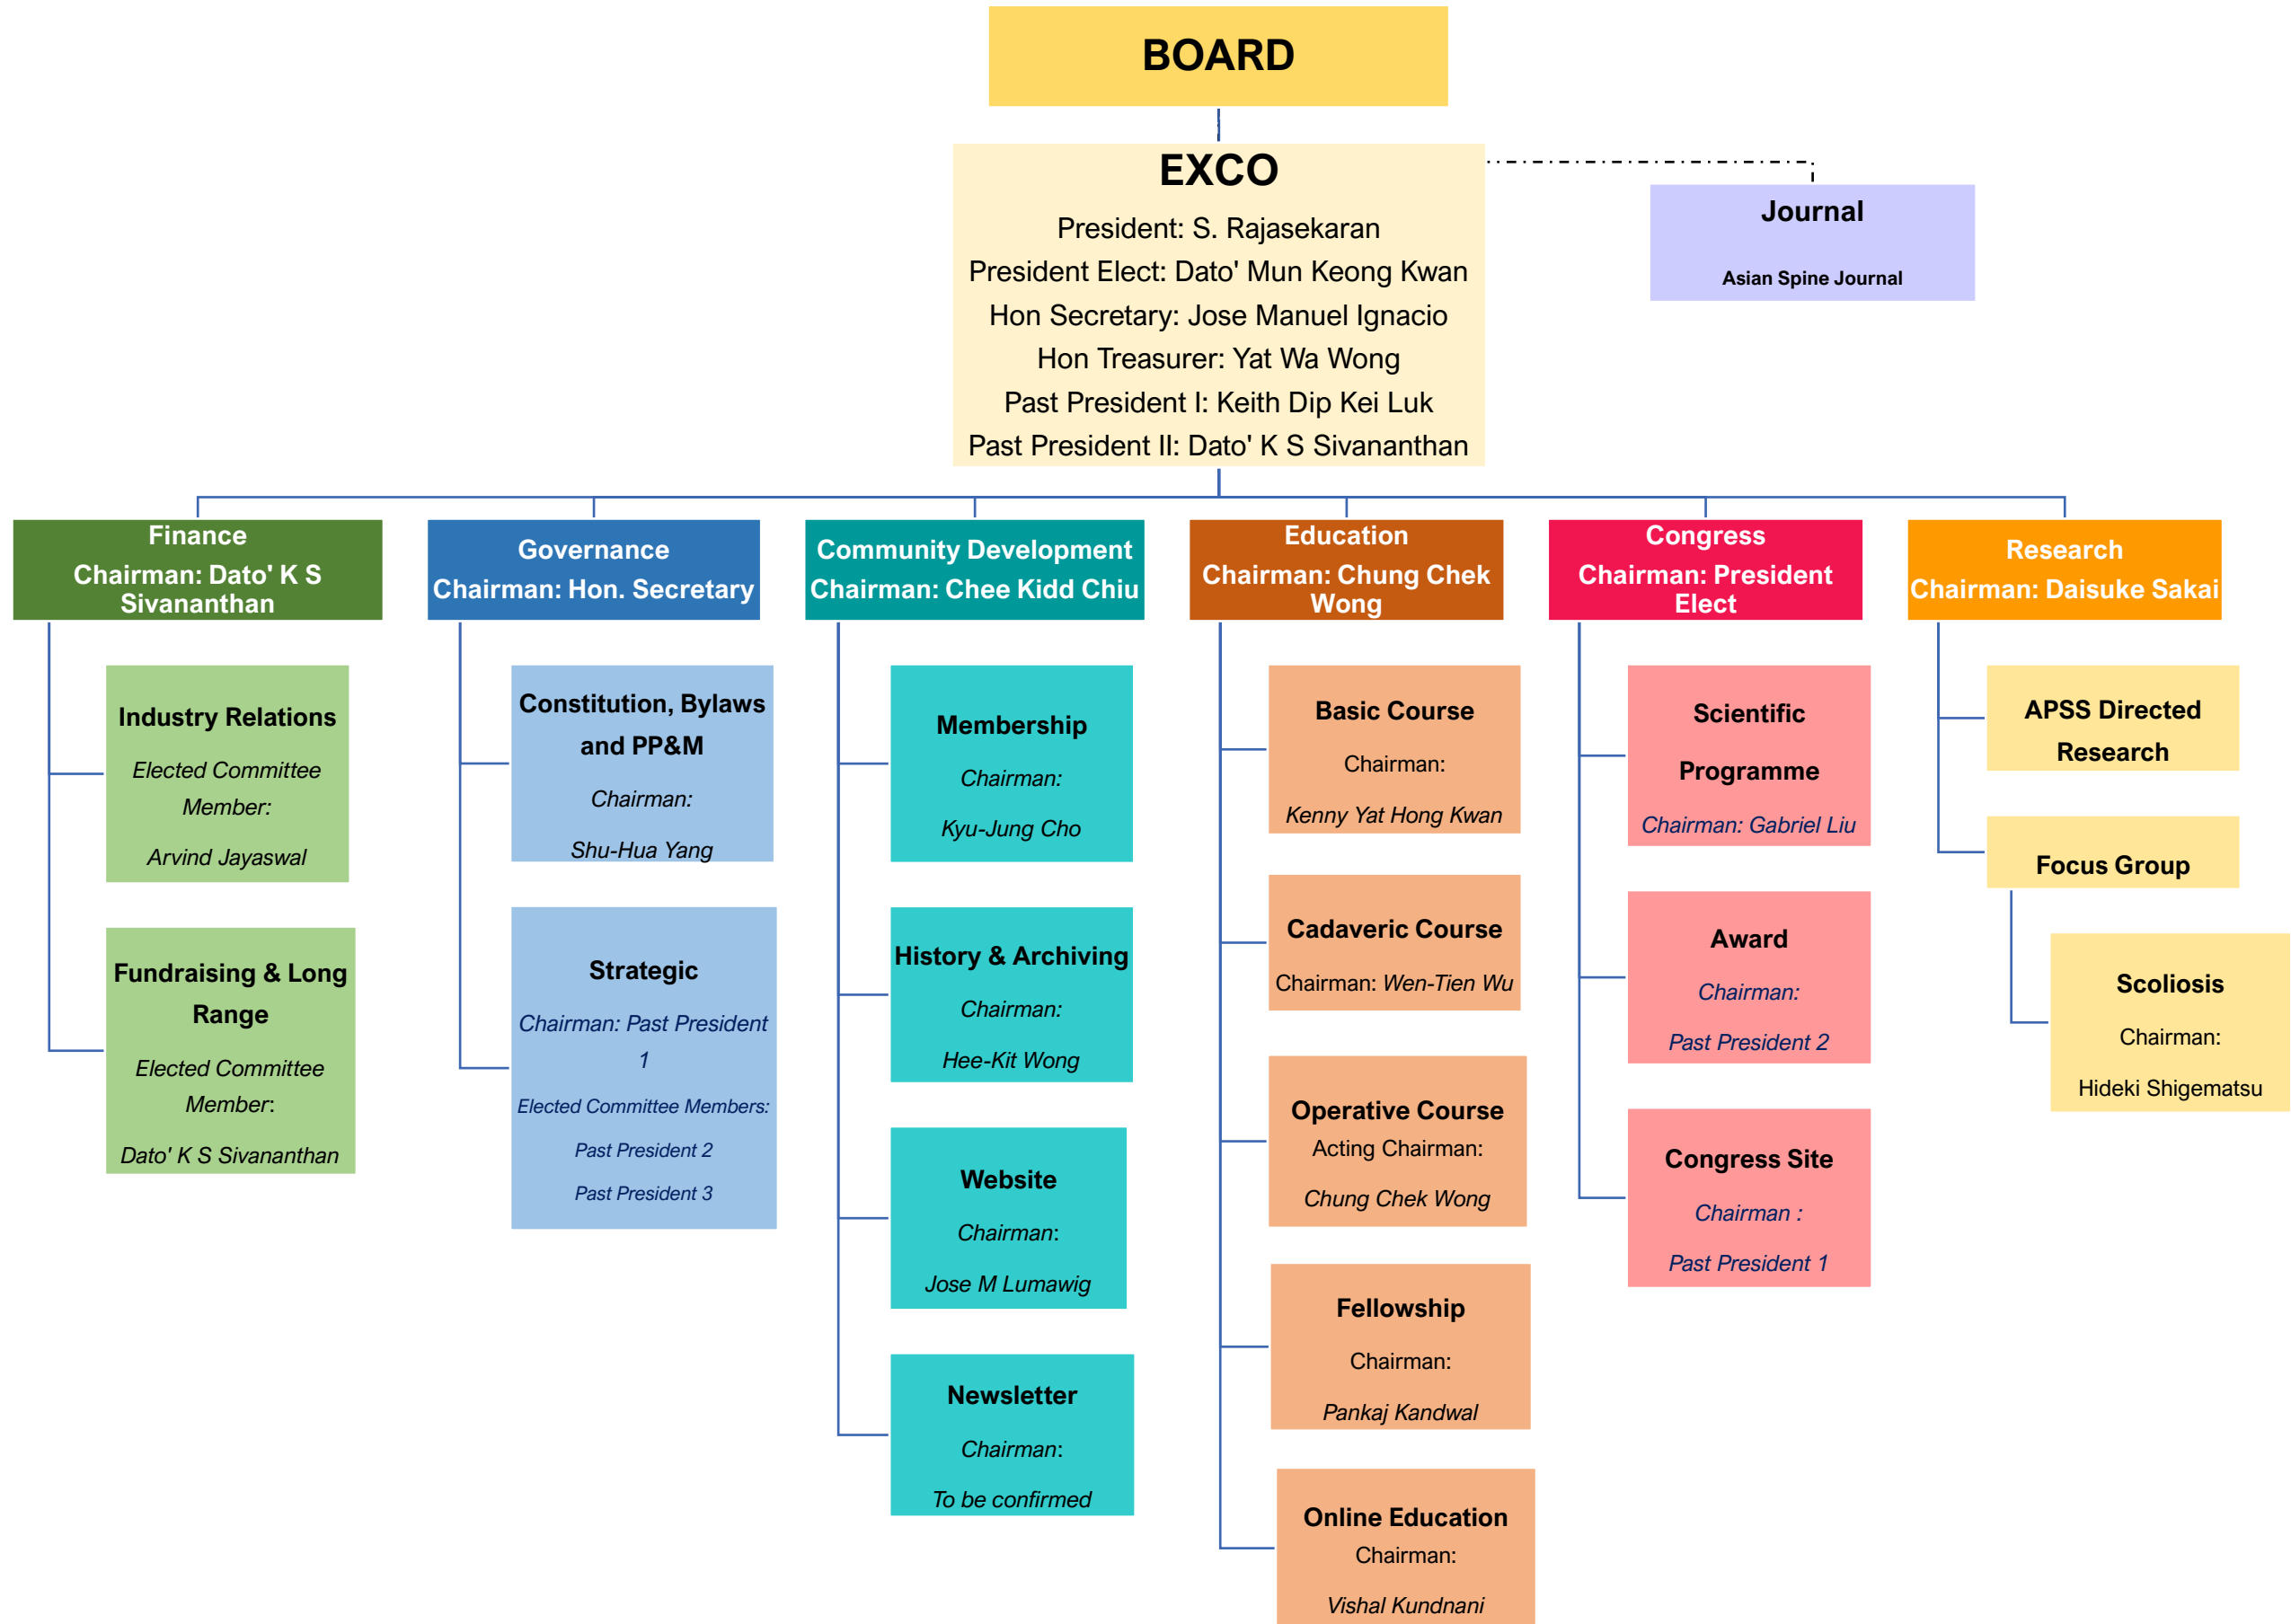 BOARD
EXCO
President: S. Rajasekaran
President Elect: Dato' Mun Keong Kwan
Hon Secretary: Jose Manuel Ignacio
Hon Treasurer: Yat Wa Wong
Past President I: Keith Dip Kei Luk
Past President II: Dato' K S Sivananthan
Journal
Asian Spine Journal
Finance
Chairman: Dato' K S
Sivananthan
Industry Relations
Elected Committee
Member:
Arvind Jayaswal
Fundraising & Long
Range
Elected Committee
Member:
Dato' K S Sivananthan
Governance
Chairman: Hon. Secretary
Constitution, Bylaws
and PP&M
Chairman:
Shu-Hua Yang
Strategic
Chairman: Past President
1
Elected Committee Members:
Past President 2
Past President 3
Community Development
Chairman: Chee Kidd Chiu
Membership
Chairman:
Kyu-Jung Cho
History & Archiving
Chairman:
Hee-Kit Wong
Website
Chairman:
Jose M Lumawig
Newsletter
Chairman:
To be confirmed
Education
Chairman: Chung Chek
Wong
Basic Course
Chairman:
Kenny Yat Hong Kwan
Cadaveric Course
Chairman: Wen-Tien Wu
Operative Course
Acting Chairman:
Chung Chek Wong
Fellowship
Chairman:
Pankaj Kandwal
Online Education
Chairman:
Vishal Kundnani
Congress
Chairman: President
Elect
Scientific
Programme
Chairman: Gabriel Liu
Award
Chairman:
Past President 2
Congress Site
Chairman :
Past President 1
Research
Chairman: Daisuke Sakai
APSS Directed
Research
Focus Group
Scoliosis
Chairman:
Hideki Shigematsu